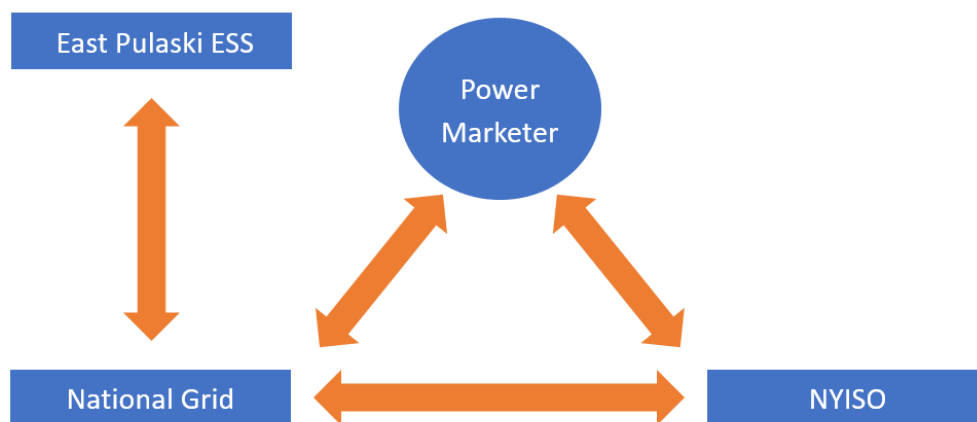 East Pulaski ESS
Power
Marketer
National Grid
NYISO